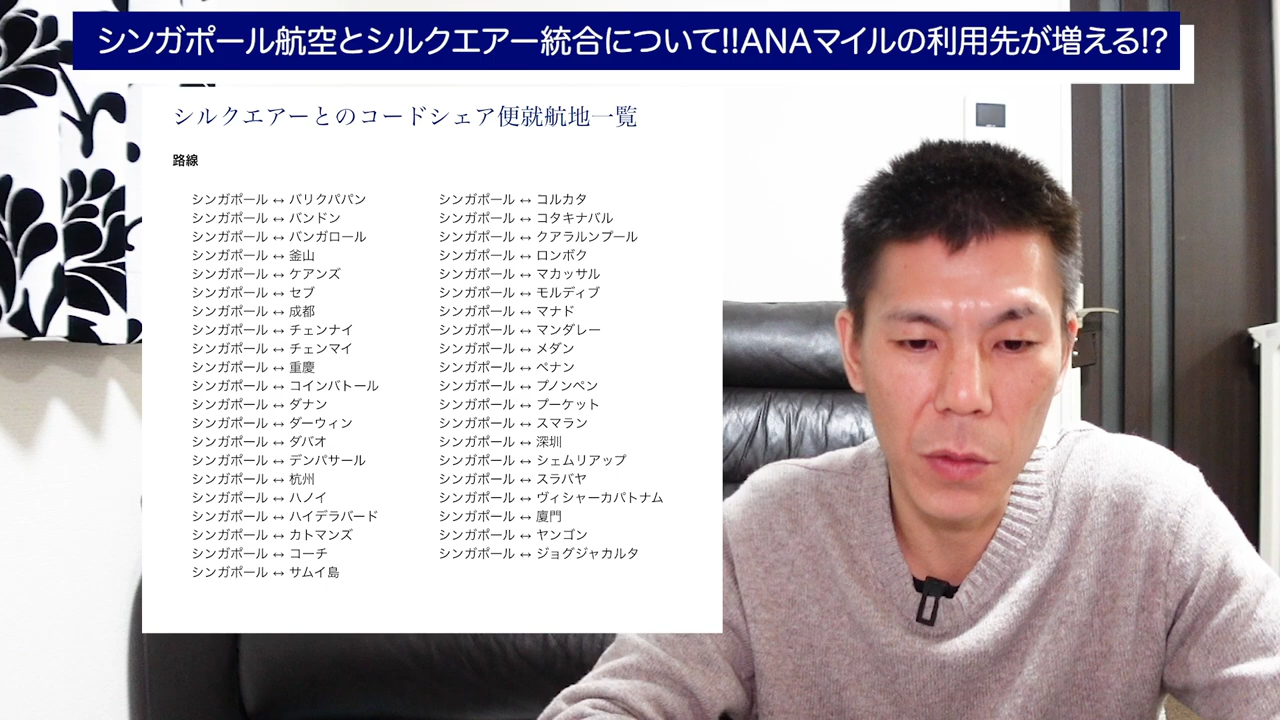 シンガポール航空とシルクエアー統合について!!ANAマイルの利用先が増える!?
シルクエアーとのコードシェア便就航地一覧
路線
シンガポール ↔ バリクパパン
シンガポール ↔ バンドン
シンガポール ↔ バンガロール
シンガポール ↔ 釜山
シンガポール ↔ ケアンズ
シンガポール ↔ セブ
シンガポール ↔ 成都
シンガポール ↔ チェンナイ
シンガポール ↔ チェンマイ
シンガポール ↔ 重慶
シンガポール ↔ コインバトール
シンガポール ↔ ダナン
シンガポール ↔ ダーウィン
シンガポール ↔ ダバオ
シンガポール ↔ デンパサール
シンガポール ↔ 杭州
シンガポール ↔ ハノイ
シンガポール ↔ ハイデラバード
シンガポール ↔ カトマンズ
シンガポール ↔ コーチ
シンガポール ↔ サムイ島
シンガポール ↔ コルカタ
シンガポール ↔ コタキナバル
シンガポール ↔ クアラルンプール
シンガポール ↔ ロンボク
シンガポール ↔ マカッサル
シンガポール ↔ モルディブ
シンガポール ↔ マナド
シンガポール ↔ マンダレー
シンガポール ↔ メダン
シンガポール ↔ ペナン
シンガポール ↔ プノンペン
シンガポール ↔ プーケット
シンガポール ↔ スマラン
シンガポール ↔ 深圳
シンガポール ↔ シェムリアップ
シンガポール ↔ スラバヤ
シンガポール ↔ ヴィシャーカパトナム
シンガポール ↔廈門
シンガポール ↔ ヤンゴン
シンガポール ↔ ジョグジャカルタ